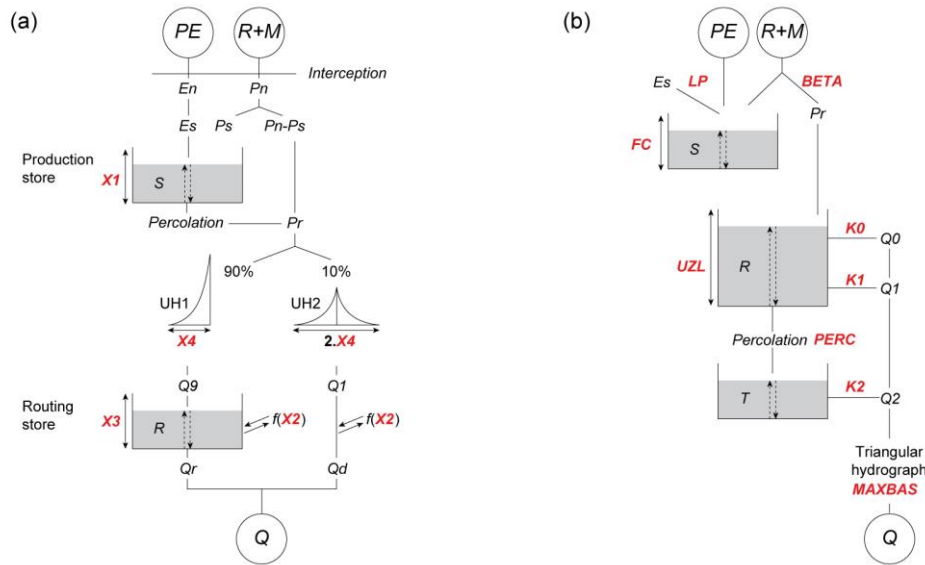 (a)
PE
R+M
Interception
En
Pn
Es
Ps
Pn-Ps
Production
store
X1
S
Percolation
Pr
90%
10%
UH1
UH2
X4
2.X4
Q9
Q1
Routing
store
X3
R
f(X2)
f(X2)
Qr
Qd
Q
(b)
PE
R+M
Es
LP
BETA
Pr
FC
S
K0
Q0
UZL
R
K1
Q1
Percolation PERC
K2
T
Q2
Triangular
hydrograph
MAXBAS
Q